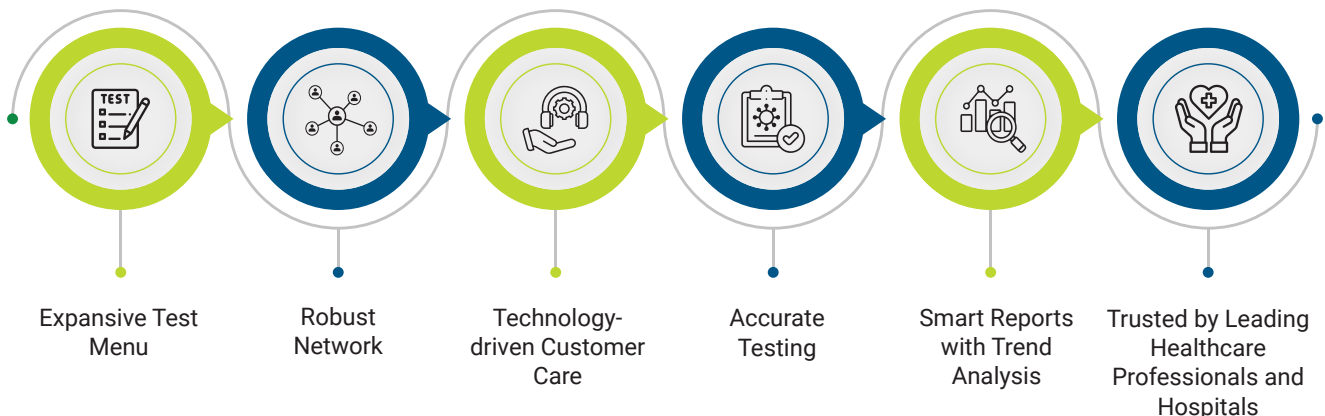 TEST
Expansive Test
Menu
Robust
Network
Technology-
driven Customer
Care
Accurate
Testing
Smart Reports
with Trend
Analysis
Trusted by Leading
Healthcare
Professionals and
Hospitals